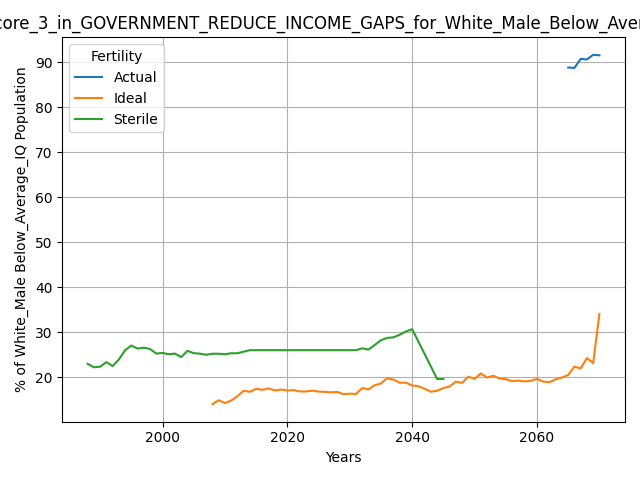 core_3_in_GOVERNMENT_REDUCE_INCOME_GAPS_for_White_Male_Below_Aver
Fertility
Actual
Ideal
Sterile
% of White_Male Below_Average_IQ Population
90
80
70
60
50
40
30
20
2000
2020
2040
2060
Years